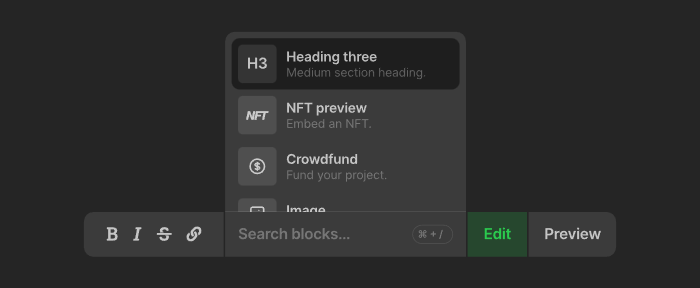 H3
Heading three
Medium section heading.
NFT
NFT preview
Embed an NFT.
$
Crowdfund
Fund your project.
Image
B I S
Search blocks...
⌘ + /
Edit
Preview